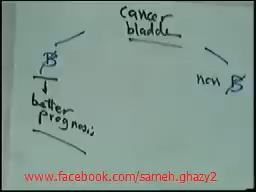 cancer
bladder
B
non B
better
prognosis
www.facebook.com/sameh.ghazy2